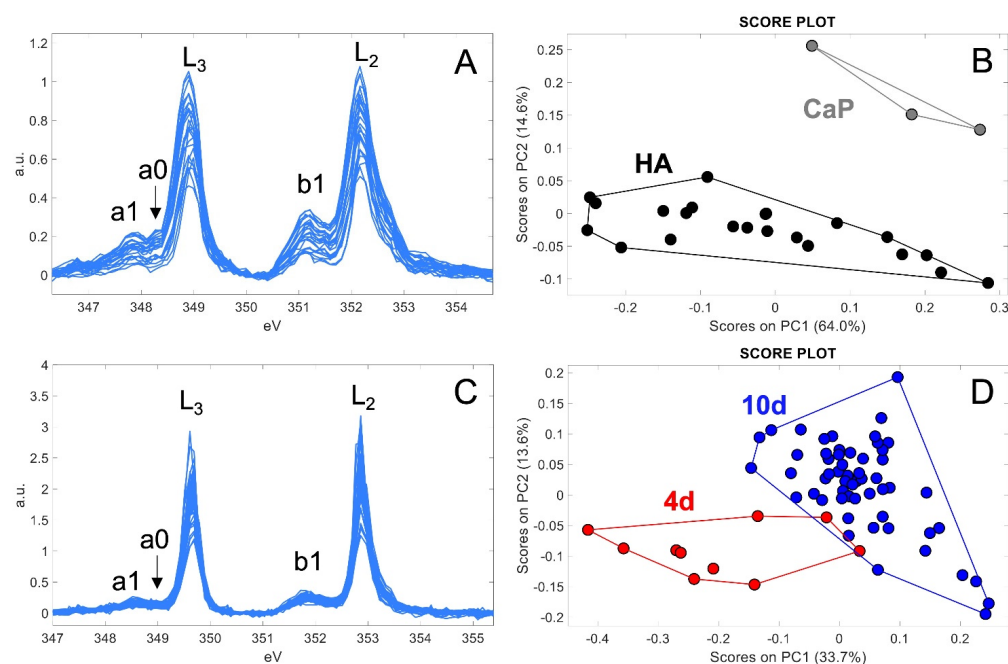 A
L3
L2
a0
a1
b1
1.2
1
0.8
0.6
0.4
0.2
0
a.u.
347 348 349 350 351 352 353 354
eV
SCORE PLOT
B
CaP
HA
0.25
0.2
0.15
0.1
0.05
0
-0.05
-0.1
Scores on PC2 (14.6%)
-0.2 -0.1 0 0.1 0.2 0.3
Scores on PC1 (64.0%)
C
L3
L2
a0
a1
b1
4
3.5
3
2.5
2
1.5
1
0.5
0
a.u.
347 349 350 351 352 353 354 355
eV
SCORE PLOT
D
10d
4d
0.2
0.15
0.1
0.05
0
-0.05
-0.1
-0.15
-0.2
Scores on PC2 (13.6%)
-0.4 -0.3 -0.2 -0.1 0 0.1 0.2
Scores on PC1 (33.7%)